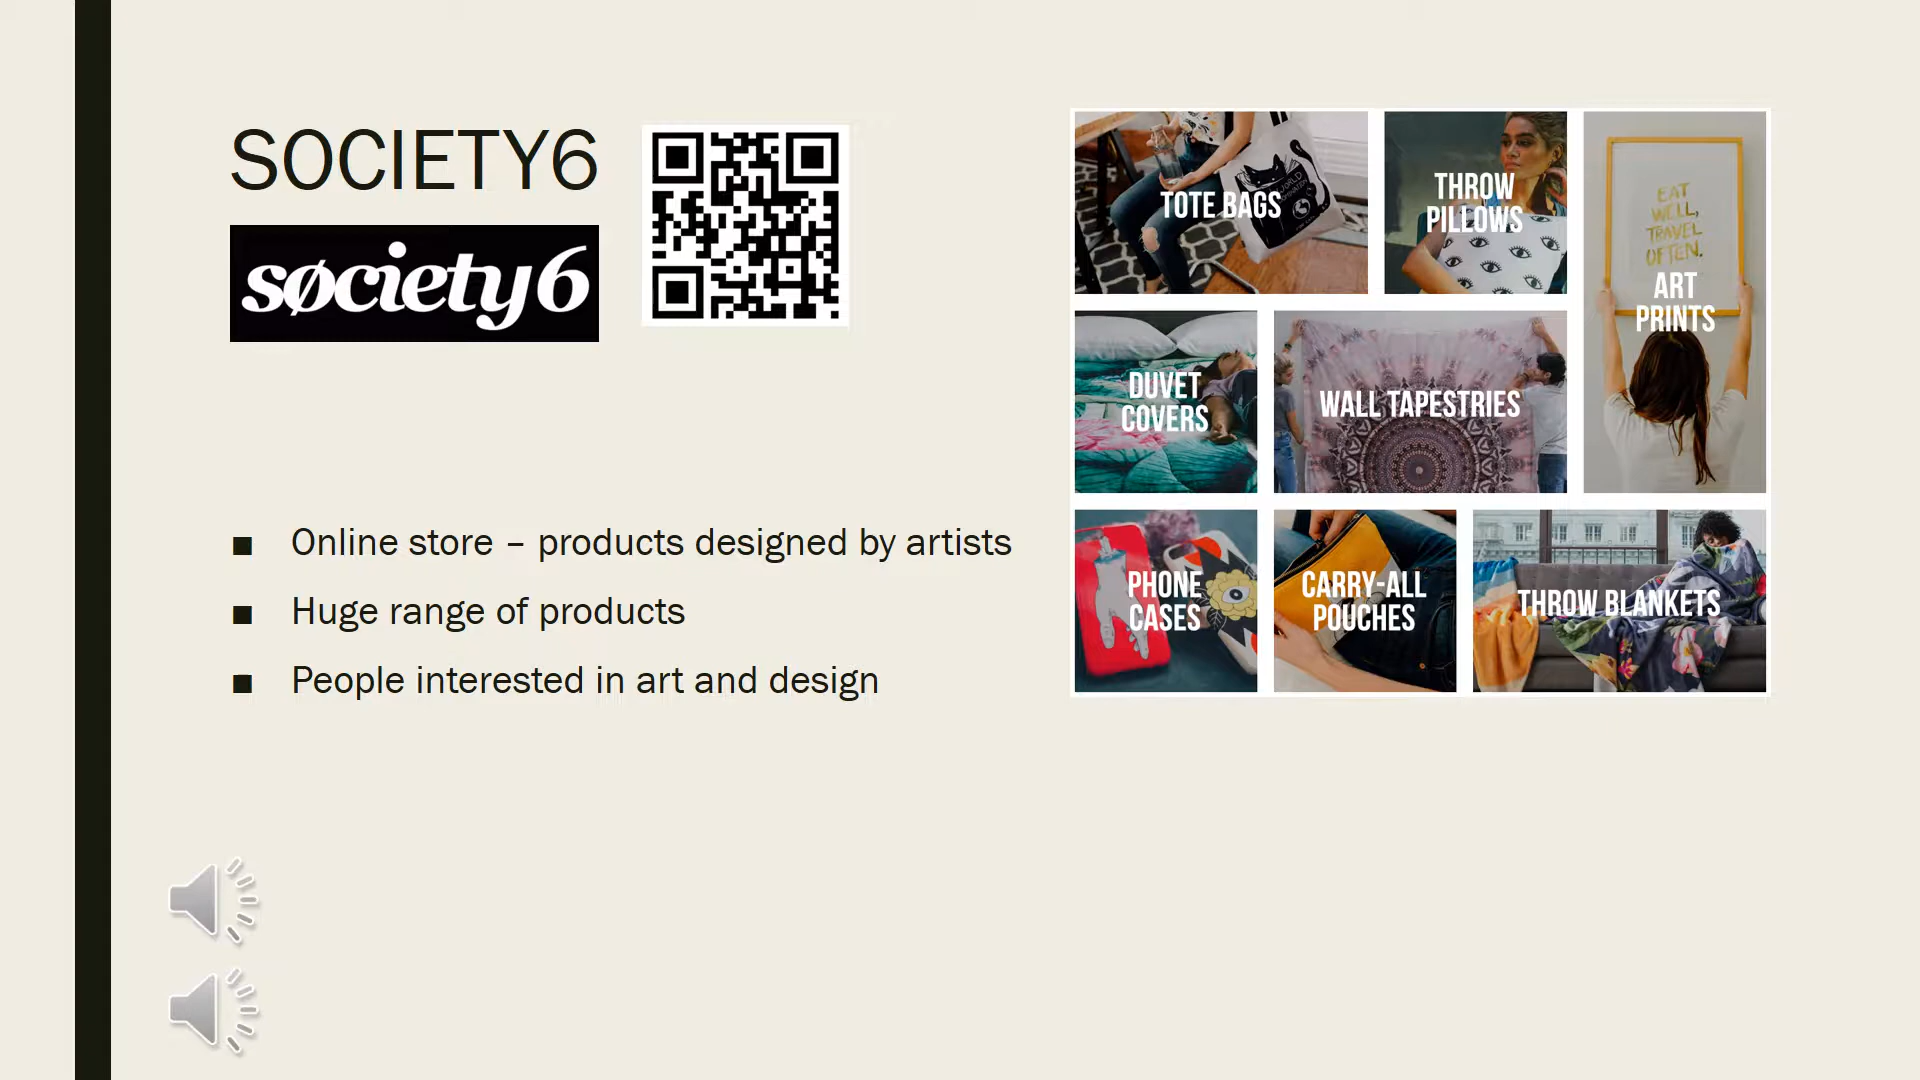 SOCIETY6
søciety6
Online store – products designed by artists
Huge range of products
People interested in art and design
TOTE BAGS
THROW
PILLOWS
EAT
WELL,
TRAVEL
OFTEN.
ART
PRINTS
DUVET
COVERS
WALL TAPESTRIES
PHONE
CASES
CARRY-ALL
POUCHES
THROW BLANKETS